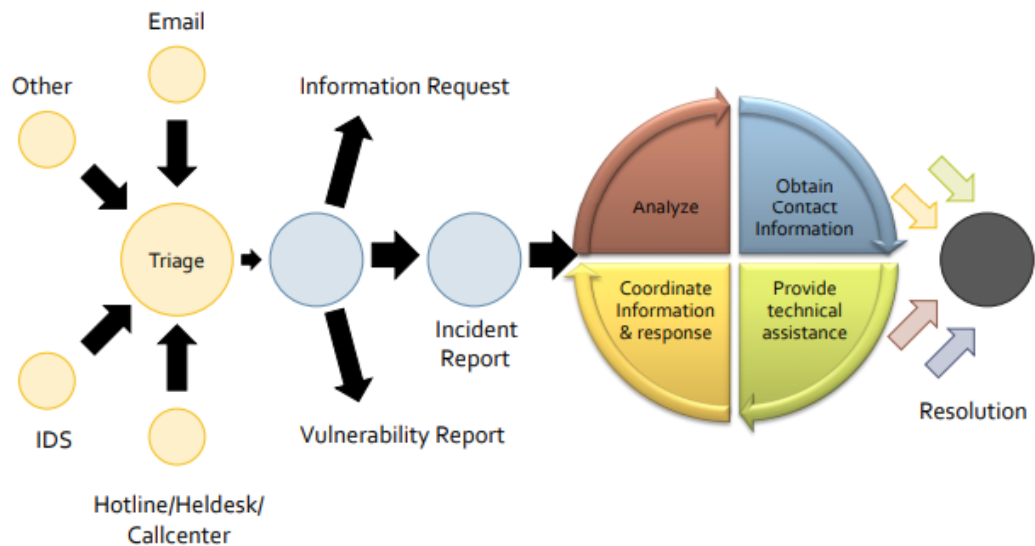 Email
Other
Information Request
Triage
Analyze
Obtain
Contact
Information
Coordinate
Information
& response
Provide
technical
assistance
Incident
Report
IDS
Vulnerability Report
Resolution
Hotline/Heldesk/
Callcenter